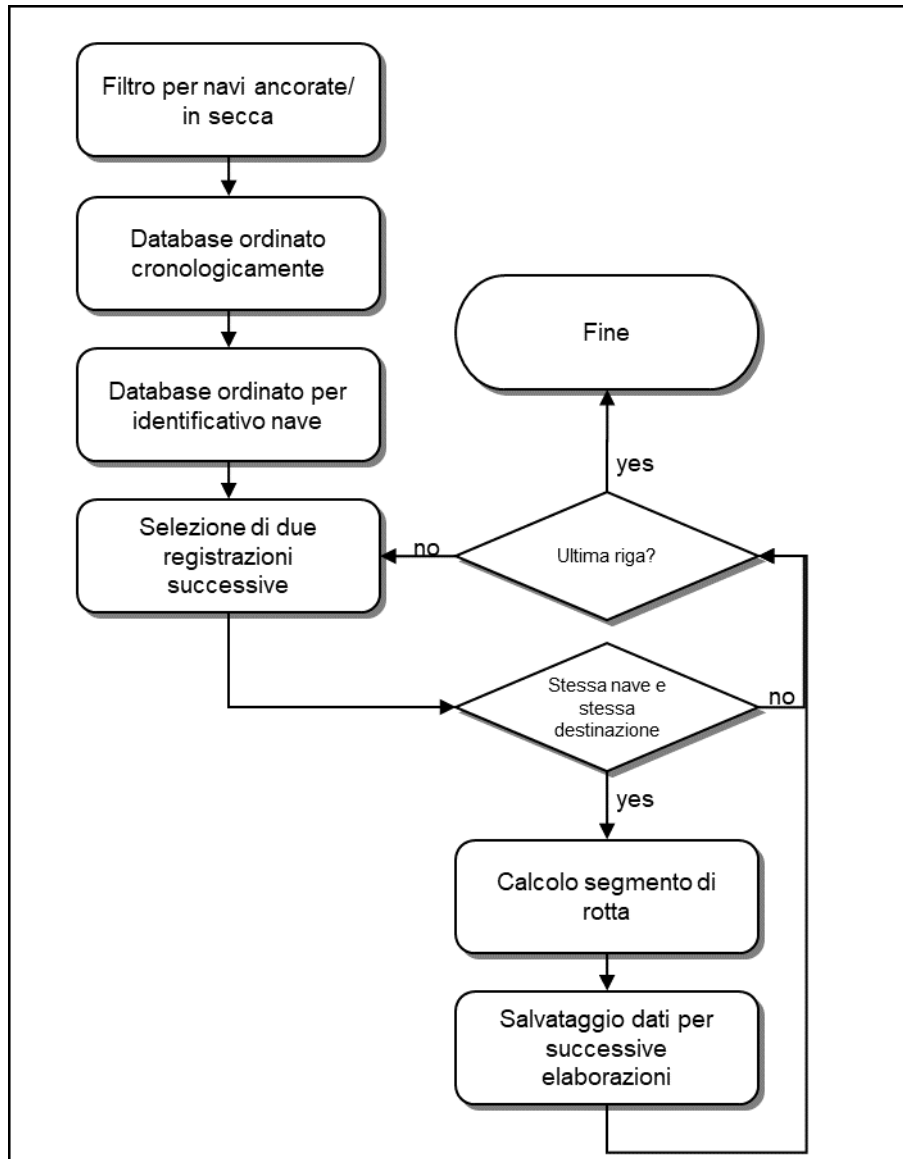 Filtro per navi ancorate/
in secca
Database ordinato
cronologicamente
Database ordinato per
identificativo nave
Selezione di due
registrazioni
successive
Fine
yes
no
Ultima riga?
Stessa nave e
stessa
destinazione
no
yes
Calcolo segmento di
rotta
Salvataggio dati per
successive
elaborazioni